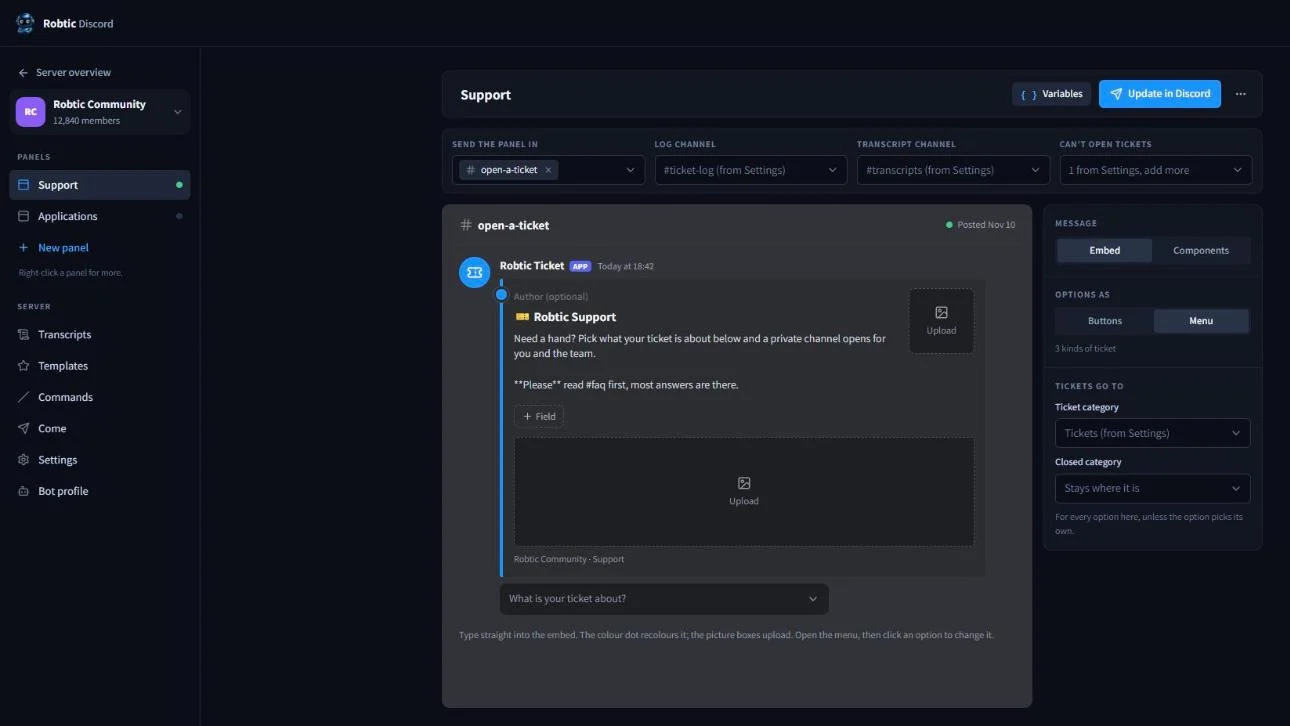 Robtic Discord
Server overview
RC
Robtic Community
12,840 members
PANELS
Support
Applications
New panel
Right-click a panel for more.
SERVER
Transcripts
Templates
Commands
Come
Settings
Bot profile
Support
{ } Variables
Update in Discord
SEND THE PANEL IN
# open-a-ticket ×
LOG CHANNEL
#ticket-log (from Settings)
TRANSCRIPT CHANNEL
#transcripts (from Settings)
CAN'T OPEN TICKETS
1 from Settings, add more
# open-a-ticket
Posted Nov 10
Robtic Ticket APP Today at 18:42
Author (optional)
🎫 Robtic Support
Need a hand? Pick what your ticket is about below and a private channel opens for
you and the team.
**Please** read #faq first, most answers are there.
Upload
+ Field
Upload
Robtic Community · Support
What is your ticket about?
Type straight into the embed. The colour dot recolours it; the picture boxes upload. Open the menu, then click an option to change it.
MESSAGE
Embed
Components
OPTIONS AS
Buttons
Menu
3 kinds of ticket
TICKETS GO TO
Ticket category
Tickets (from Settings)
Closed category
Stays where it is
For every option here, unless the option picks its
own.